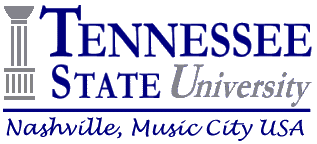 TENNESSEE
STATE University
Nashville, Music City USA